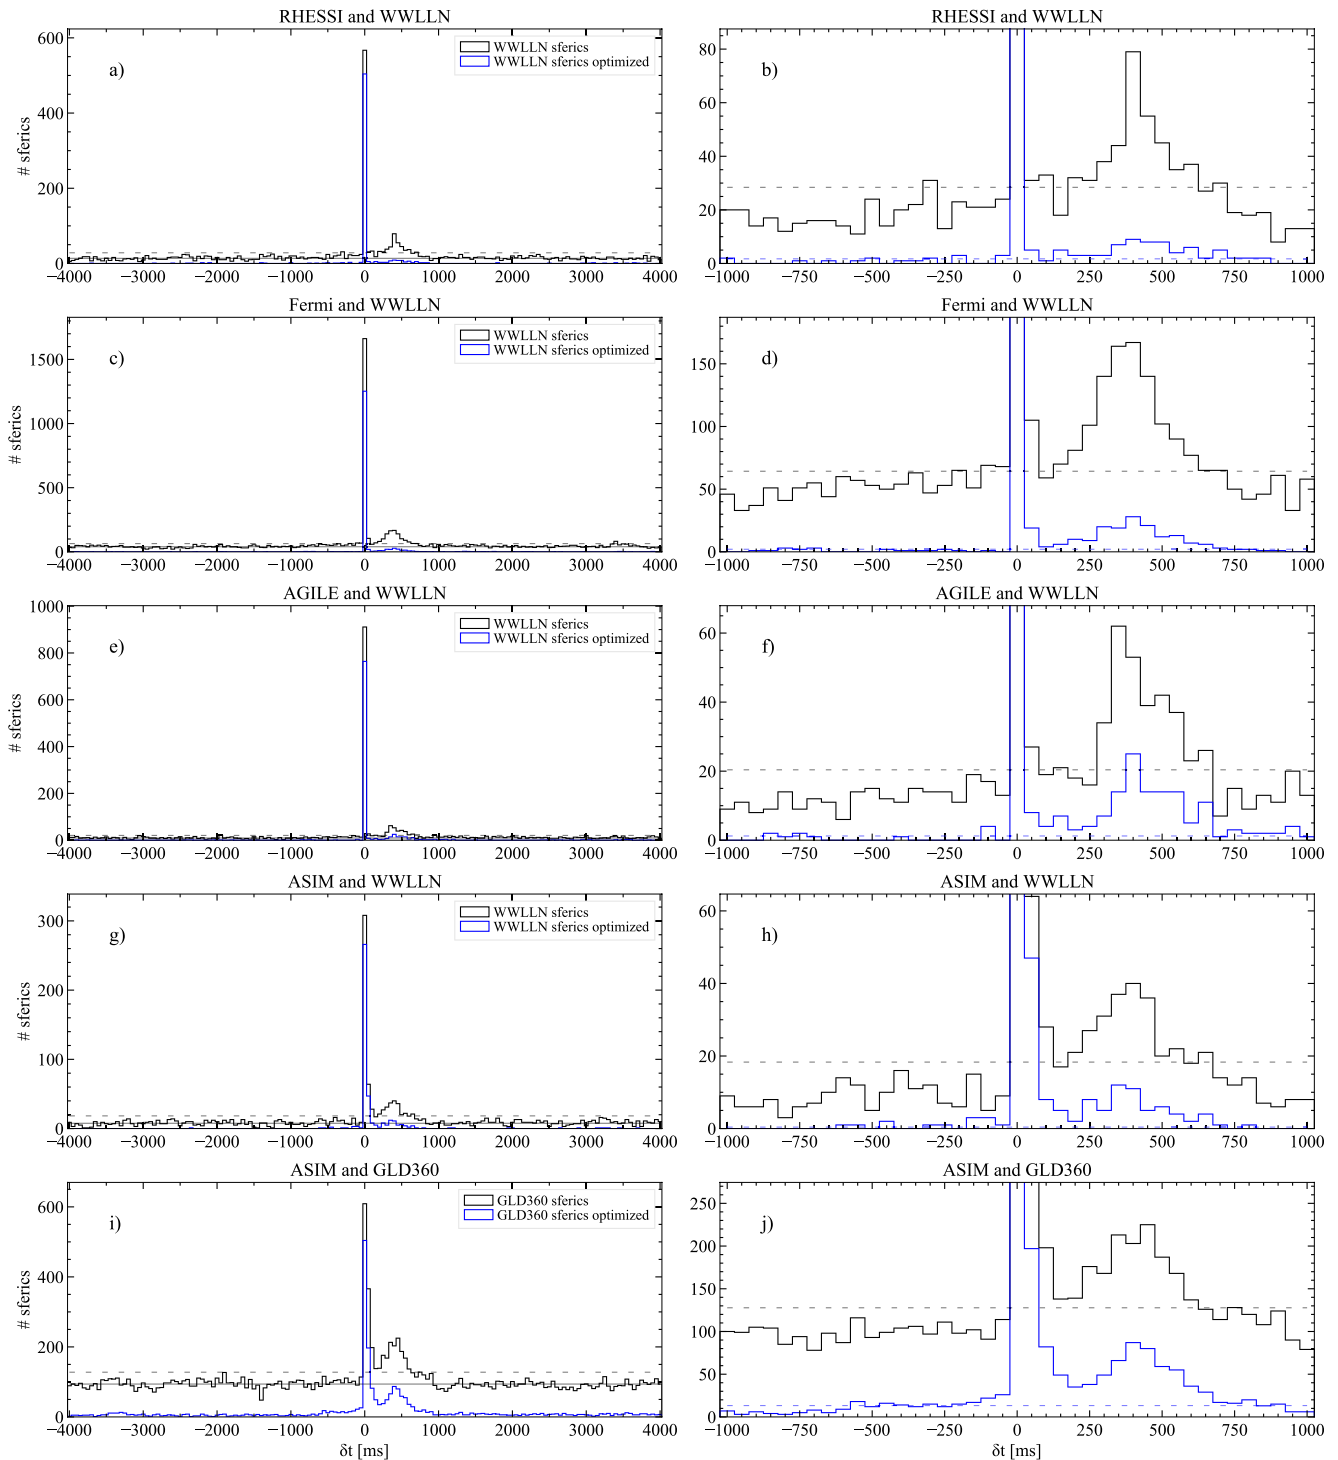 RHESSI and WWLLN
a)
WWLLN sferics
WWLLN sferics optimized
# sferics
0
200
400
600
−4000 −3000 −2000 −1000 0 1000 2000 3000 4000
RHESSI and WWLLN
b)
0
20
40
60
80
−1000 −750 −500 −250 0 250 500 750 1000
Fermi and WWLLN
c)
WWLLN sferics
WWLLN sferics optimized
# sferics
0
500
1000
1500
−4000 −3000 −2000 −1000 0 1000 2000 3000 4000
Fermi and WWLLN
d)
0
50
100
150
−1000 −750 −500 −250 0 250 500 750 1000
AGILE and WWLLN
e)
WWLLN sferics
WWLLN sferics optimized
# sferics
0
200
400
600
800
1000
−4000 −3000 −2000 −1000 0 1000 2000 3000 4000
AGILE and WWLLN
f)
0
20
40
60
−1000 −750 −500 −250 0 250 500 750 1000
ASIM and WWLLN
g)
WWLLN sferics
WWLLN sferics optimized
# sferics
0
100
200
300
−4000 −3000 −2000 −1000 0 1000 2000 3000 4000
ASIM and WWLLN
h)
0
20
40
60
−1000 −750 −500 −250 0 250 500 750 1000
ASIM and GLD360
i)
GLD360 sferics
GLD360 sferics optimized
# sferics
0
200
400
600
−4000 −3000 −2000 −1000 0 1000 2000 3000 4000
δt [ms]
ASIM and GLD360
j)
0
50
100
150
200
250
−1000 −750 −500 −250 0 250 500 750 1000
δt [ms]